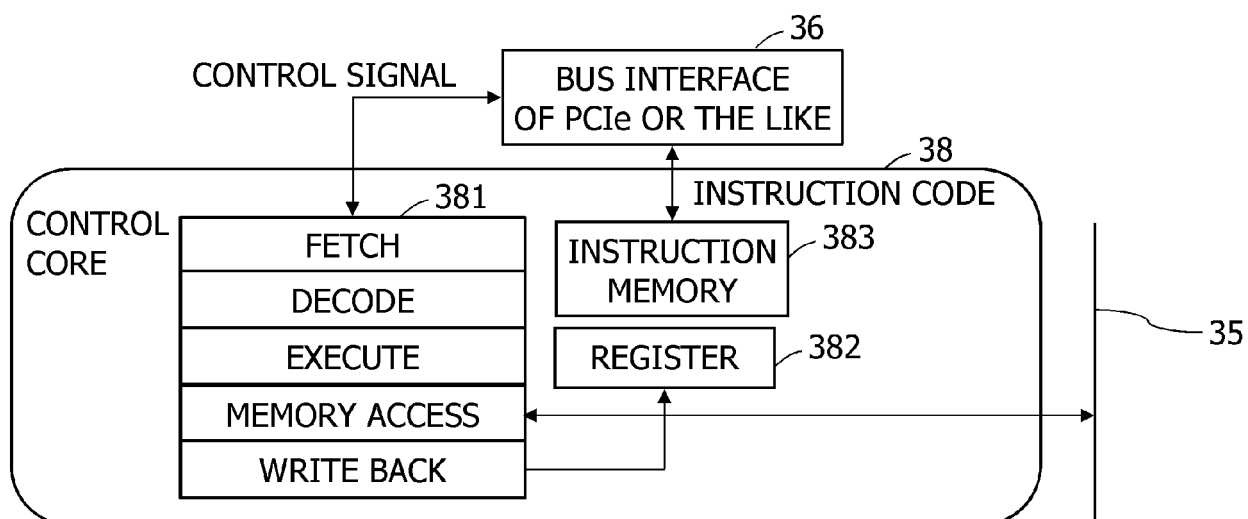 36
CONTROL SIGNAL
BUS INTERFACE
OF PCIe OR THE LIKE
38
CONTROL
CORE
381
INSTRUCTION CODE
FETCH
DECODE
EXECUTE
MEMORY ACCESS
WRITE BACK
INSTRUCTION
MEMORY
383
REGISTER
382
35